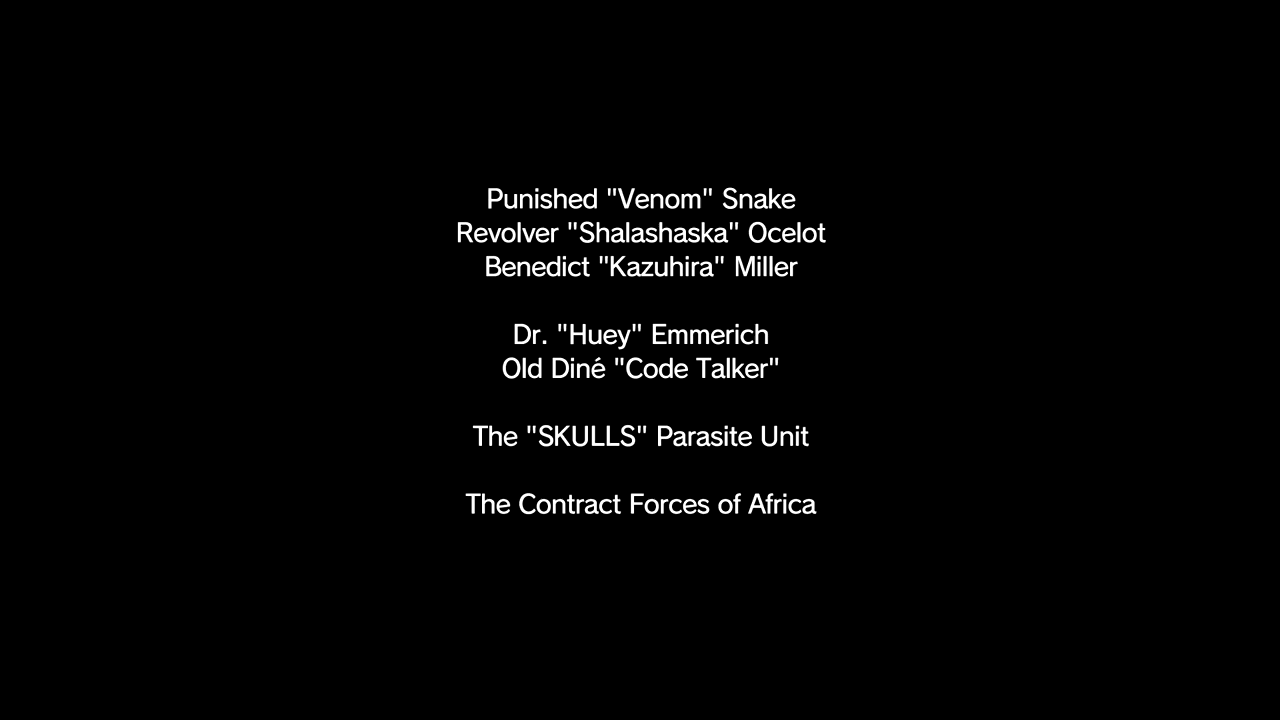 Punished "Venom" Snake
Revolver "Shalashaska" Ocelot
Benedict "Kazuhira" Miller
Dr. "Huey" Emmerich
Old Diné "Code Talker"
The "SKULLS" Parasite Unit
The Contract Forces of Africa